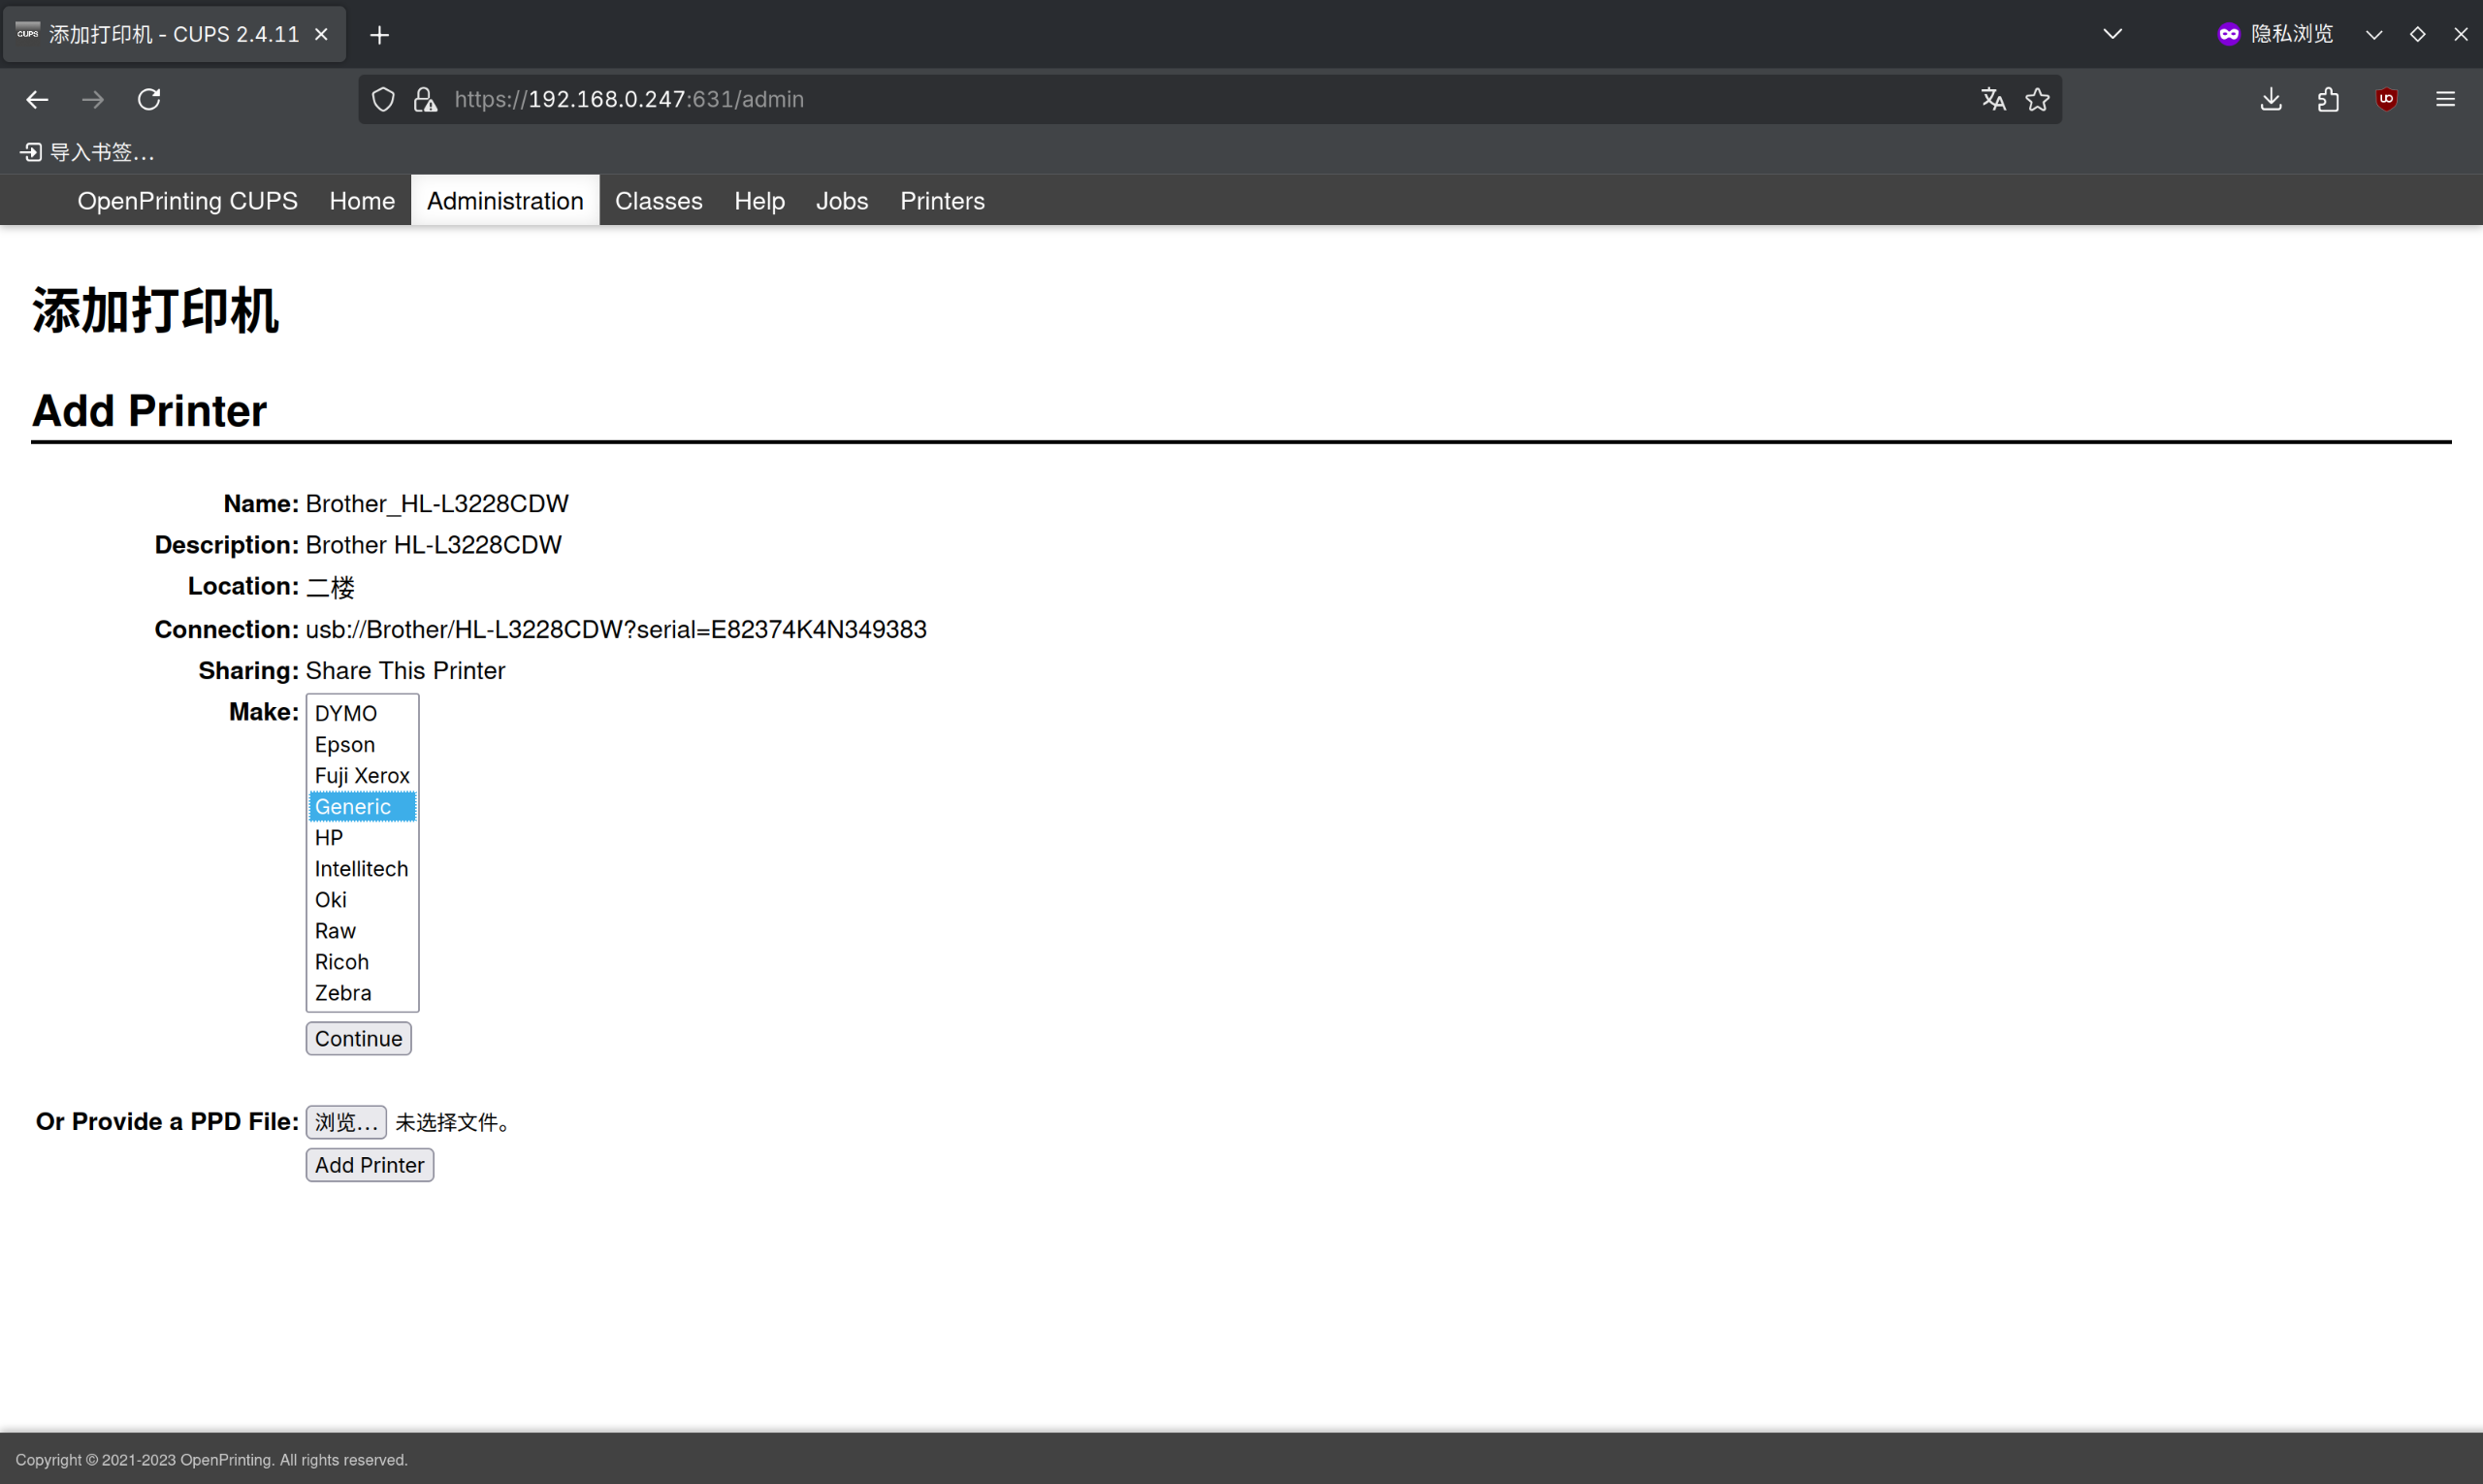 CUPS 添加打印机 - CUPS 2.4.11
隐私浏览
https://192.168.0.247:631/admin
导入书签…
OpenPrinting CUPS Home Administration Classes Help Jobs Printers
添加打印机
Add Printer
Name: Brother_HL-L3228CDW
Description: Brother HL-L3228CDW
Location: 二楼
Connection: usb://Brother/HL-L3228CDW?serial=E82374K4N349383
Sharing: Share This Printer
Make: DYMO
Epson
Fuji Xerox
Generic
HP
Intellitech
Oki
Raw
Ricoh
Zebra
Continue
Or Provide a PPD File: 浏览… 未选择文件。
Add Printer
Copyright © 2021-2023 OpenPrinting. All rights reserved.